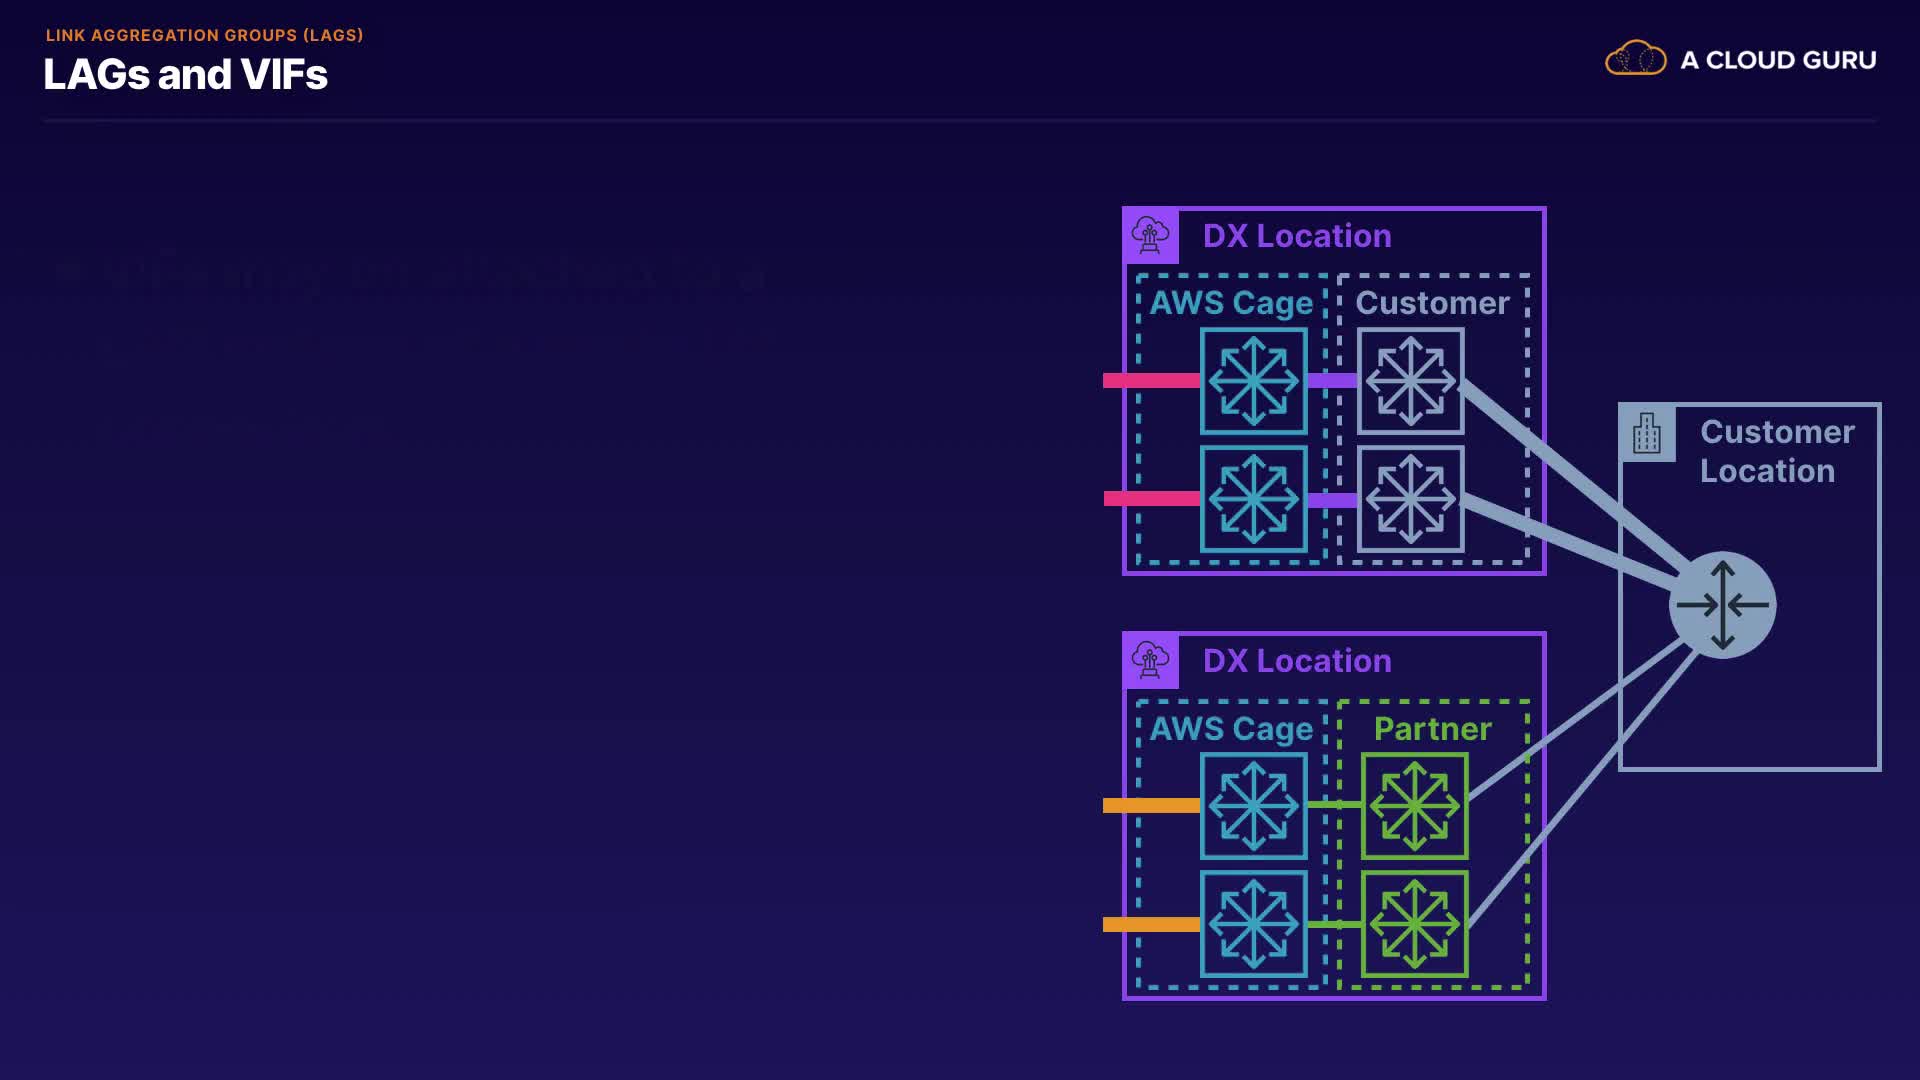 LINK AGGREGATION GROUPS (LAGS)
LAGs and VIFs
A CLOUD GURU
DX Location
AWS Cage
Customer
Customer
Location
DX Location
AWS Cage
Partner